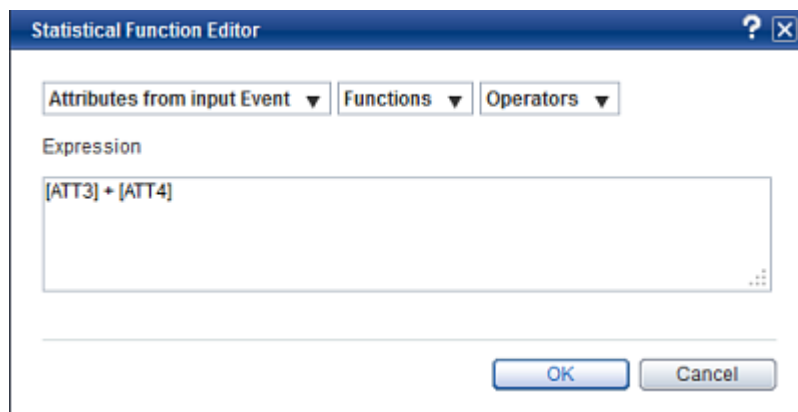 Statistical Function Editor ?
Attributes from input Event Functions Operators
Expression
[ATT3] + [ATT4]
OK Cancel